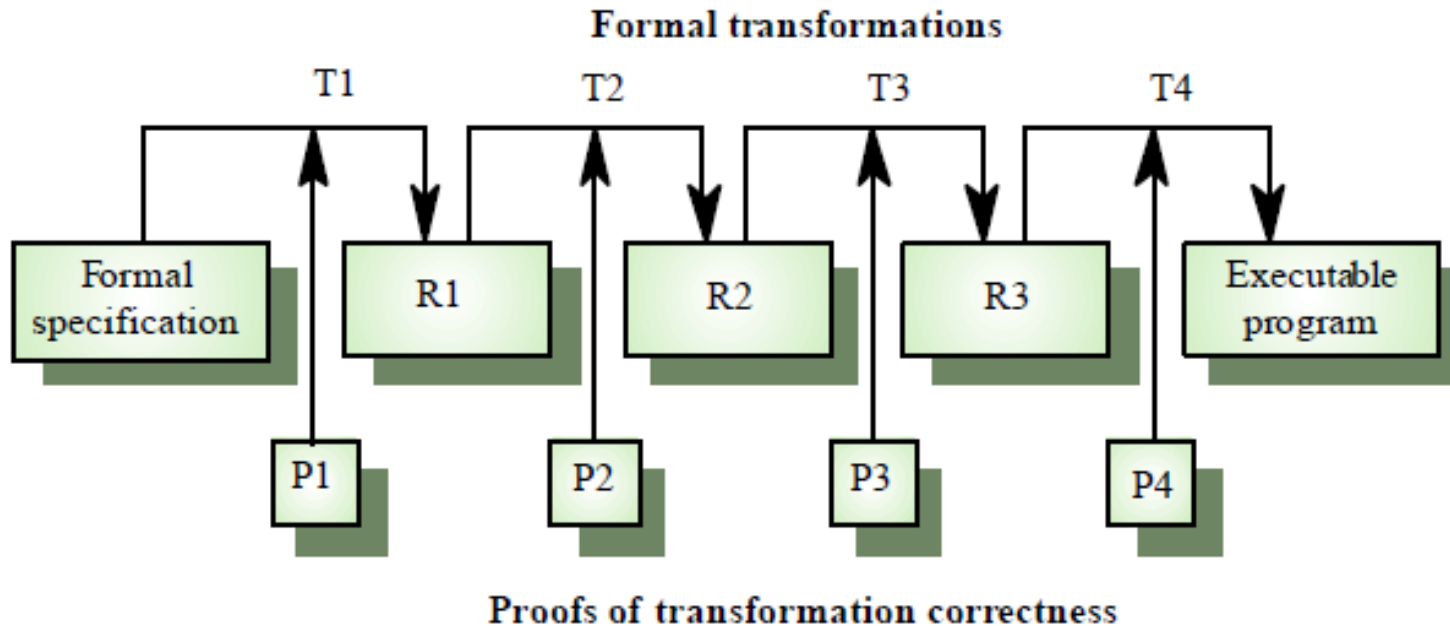 Formal transformations
T1
T2
T3
T4
Formal
specification
R1
R2
R3
Executable
program
P1
P2
P3
P4
Proofs of transformation correctness